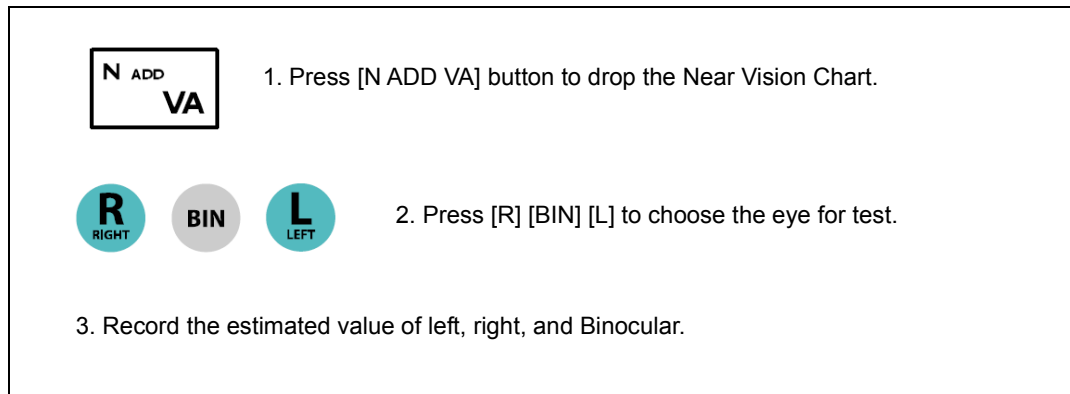 N ADD
VA
1. Press [N ADD VA] button to drop the Near Vision Chart.
R
RIGHT
BIN
L
LEFT
2. Press [R] [BIN] [L] to choose the eye for test.
3. Record the estimated value of left, right, and Binocular.